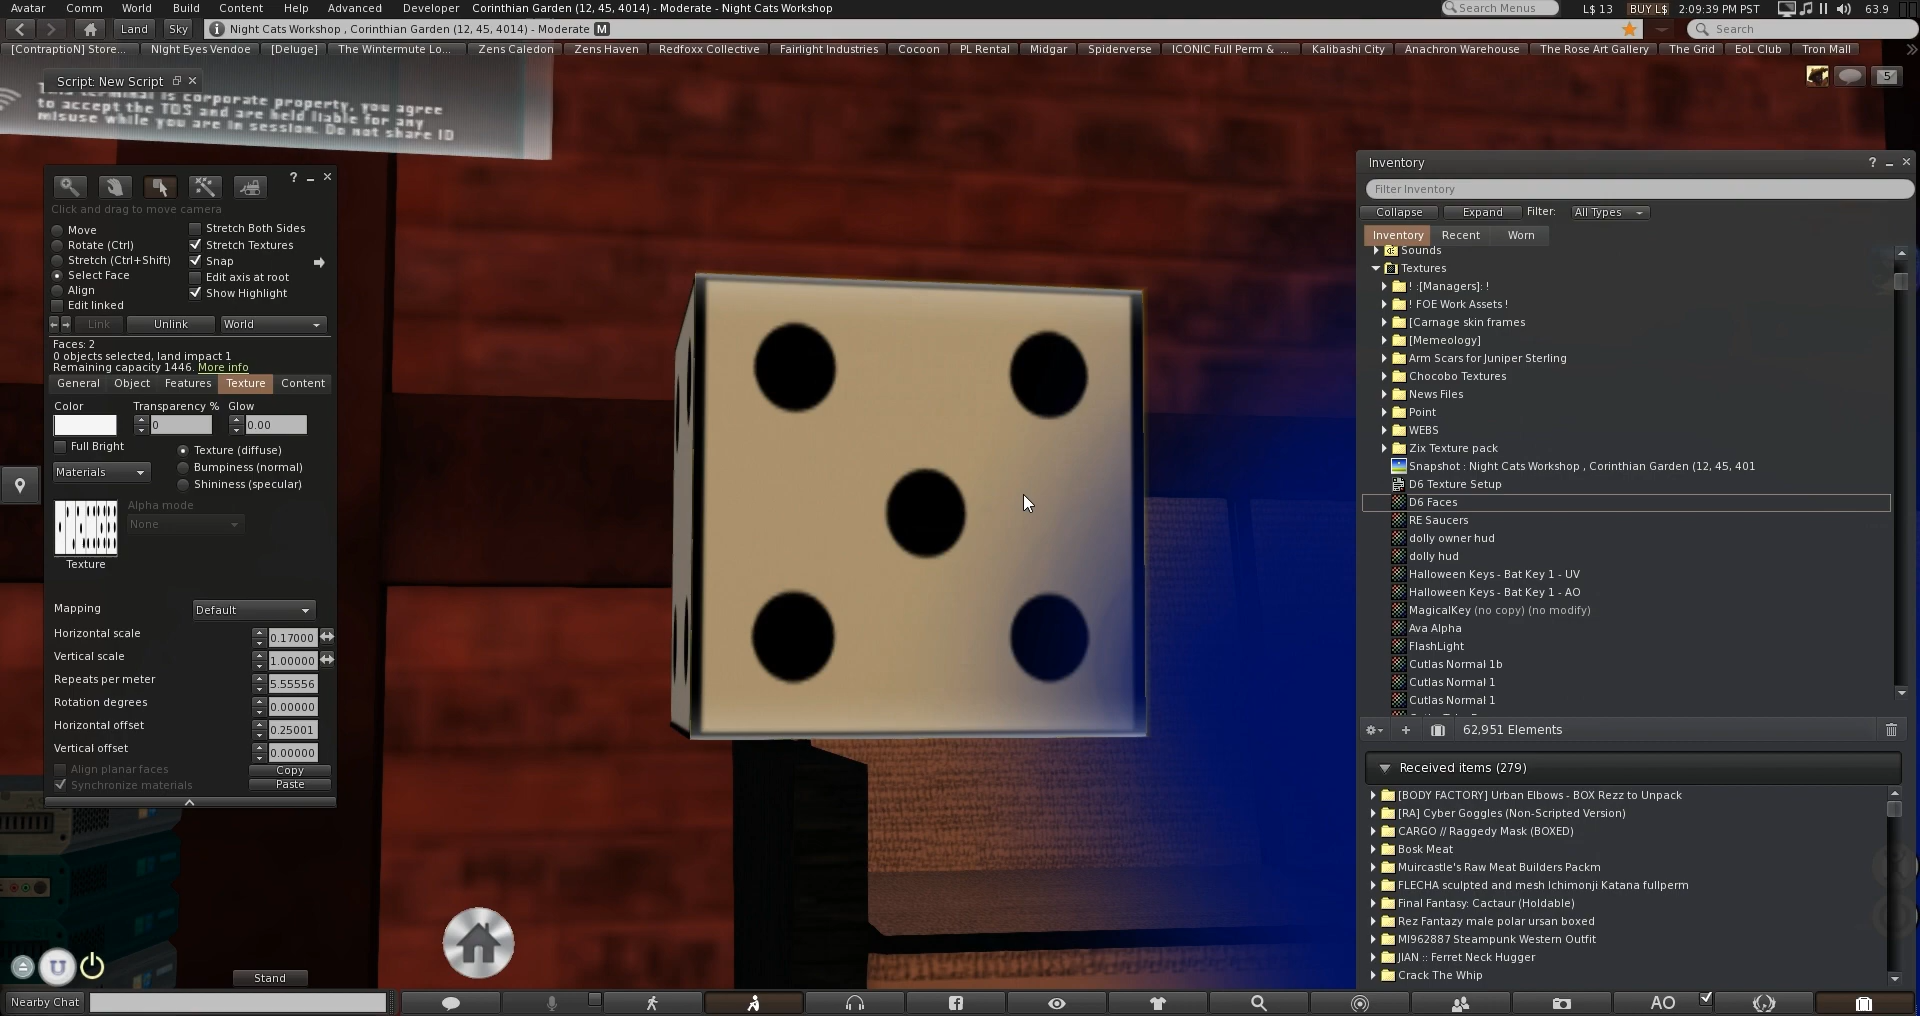 Avatar Comm World Build Content Help Advanced Developer Corinthian Garden (12, 45, 4014) - Moderate - Night Cats Workshop Search Menus L$ 13 BUY L$ 2:09:39 PM PST 63.9
Land Sky Night Cats Workshop , Corinthian Garden (12, 45, 4014) - Moderate M Search
[ContraptioN] Store... NIght Eyes Vendoe [Deluge] The Wintermute Lo... Zens Caledon Zens Haven Redfoxx Collective Fairlight Industries Cocoon PL Rental Midgar Spiderverse ICONIC Full Perm & ... Kalibashi City Anachron Warehouse The Rose Art Gallery The Grid EoL Club Tron Mall
Script: New Script
5
This terminal is corporate property, you agree
to accept the TOS and are held liable for any
misuse while you are in session. Do not share ID
?
Click and drag to move camera
Move
Rotate (Ctrl)
Stretch (Ctrl+Shift)
Select Face
Align
Edit linked
Stretch Both Sides
Stretch Textures
Snap
Edit axis at root
Show Highlight
Link Unlink World
Faces: 2
0 objects selected, land impact 1
Remaining capacity 1446. More info
General Object Features Texture Content
Color Transparency % Glow
0 0.00
Full Bright
Materials
Texture (diffuse)
Bumpiness (normal)
Shininess (specular)
Alpha mode
None
Texture
Mapping Default
Horizontal scale 0.17000
Vertical scale 1.00000
Repeats per meter 5.55556
Rotation degrees 0.00000
Horizontal offset 0.25001
Vertical offset 0.00000
Align planar faces Copy
Synchronize materials Paste
Inventory ?
Filter Inventory
Collapse Expand Filter: All Types
Inventory Recent Worn
Sounds
Textures
! :[Managers]: !
! FOE Work Assets !
[Carnage skin frames
[Memeology]
Arm Scars for Juniper Sterling
Chocobo Textures
News Files
Point
WEBS
Zix Texture pack
Snapshot : Night Cats Workshop , Corinthian Garden (12, 45, 401
D6 Texture Setup
D6 Faces
RE Saucers
dolly owner hud
dolly hud
Halloween Keys - Bat Key 1 - UV
Halloween Keys - Bat Key 1 - AO
MagicalKey (no copy) (no modify)
Ava Alpha
FlashLight
Cutlas Normal 1b
Cutlas Normal 1
Cutlas Normal 1
62,951 Elements
Received items (279)
[BODY FACTORY] Urban Elbows - BOX Rezz to Unpack
[RA] Cyber Goggles (Non-Scripted Version)
CARGO // Raggedy Mask (BOXED)
Bosk Meat
Muircastle's Raw Meat Builders Packm
FLECHA sculpted and mesh Ichimonji Katana fullperm
Final Fantasy: Cactaur (Holdable)
Rez Fantazy male polar ursan boxed
MI962887 Steampunk Western Outfit
JIAN :: Ferret Neck Hugger
Crack The Whip
Stand
Nearby Chat AO